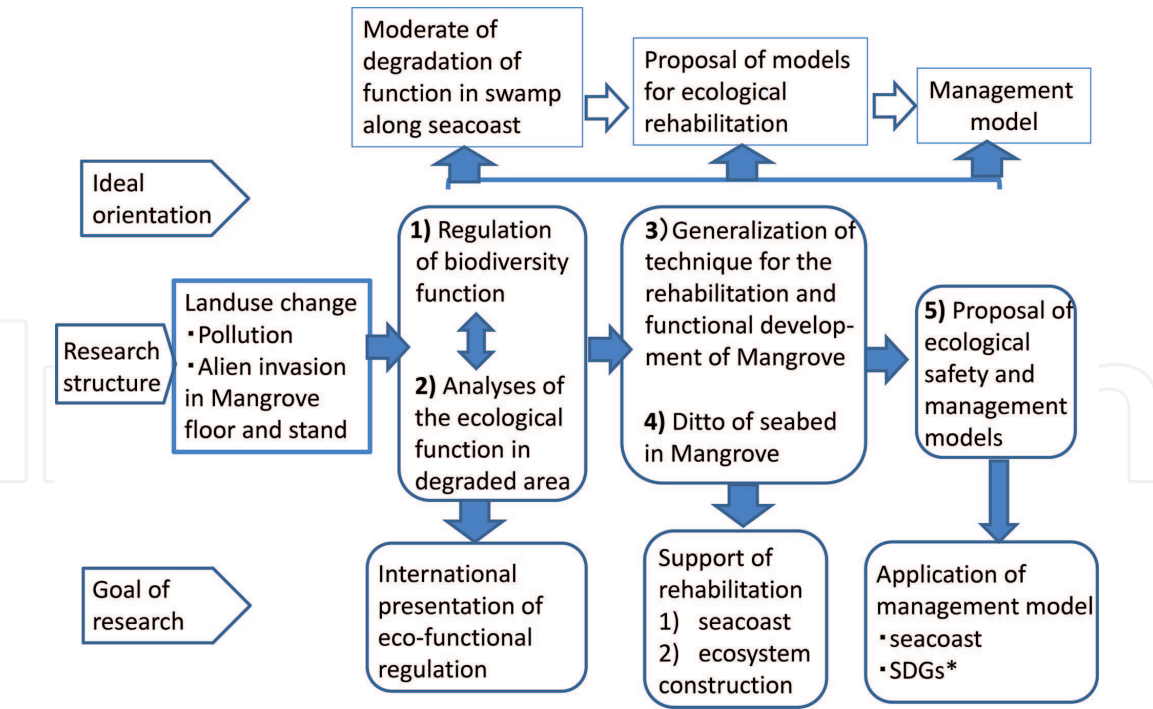 Moderate of
degradation of
function in swamp
along seacoast
Proposal of models
for ecological
rehabilitation
Management
model
Ideal
orientation
1) Regulation
of biodiversity
function
2) Analyses of
the ecological
function in
degraded area
3) Generalization of
technique for the
rehabilitation and
functional develop-
ment of Mangrove
4) Ditto of seabed
in Mangrove
5) Proposal of
ecological
safety and
management
models
Research
structure
Landuse change
・Pollution
・Alien invasion
in Mangrove
floor and stand
Goal of
research
International
presentation of
eco-functional
regulation
Support of
rehabilitation
1) seacoast
2) ecosystem
construction
Application of
management model
・seacoast
・SDGs*